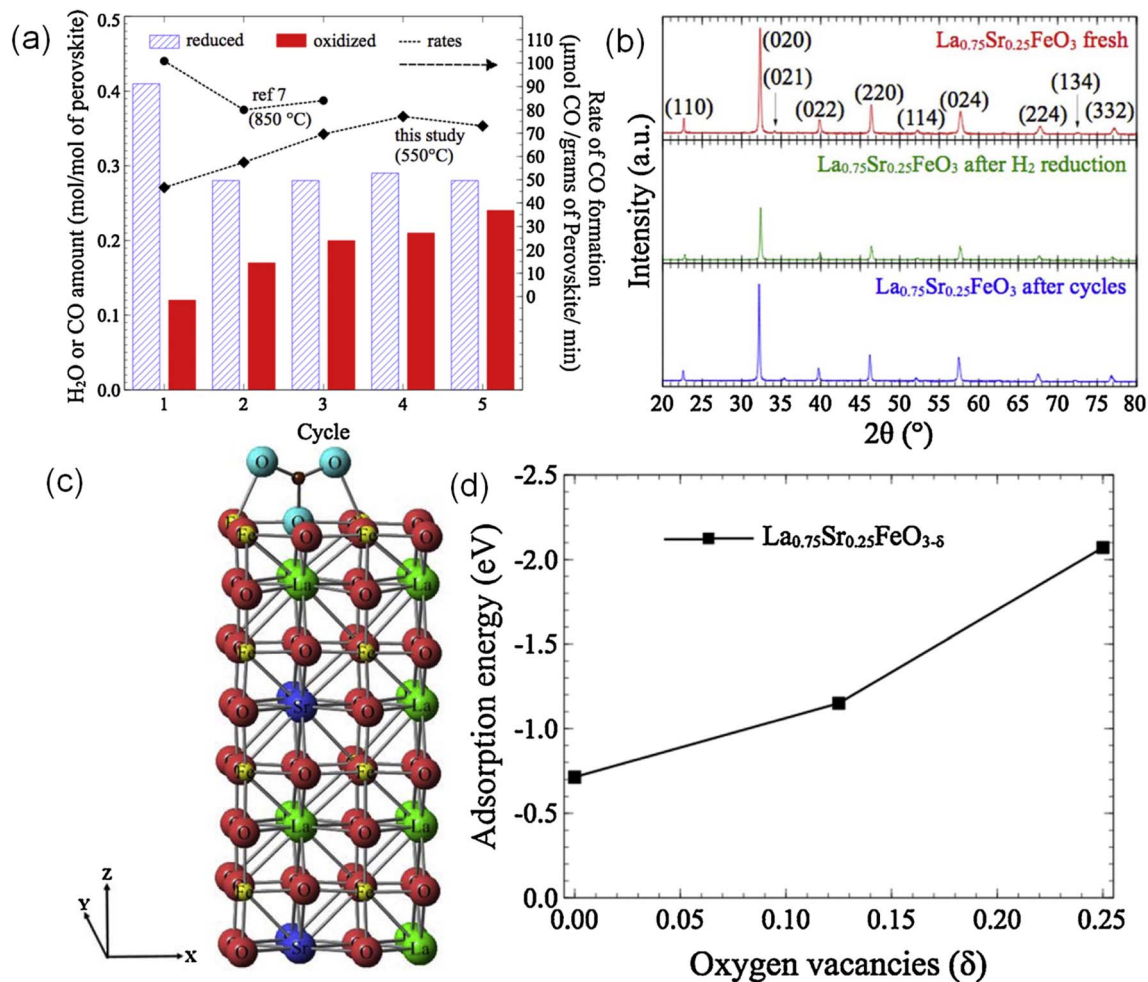 (a)
reduced
oxidized
rates
ref 7
(850 °C)
this study
(550°C)
H₂O or CO amount (mol/mol of perovskite)
0.5
0.4
0.3
0.2
0.1
0.0
1 2 3 4 5
Cycle
110
100
90
80
70
60
50
40
30
20
10
0
Rate of CO formation
(μmol CO /grams of Perovskite/ min)
(b)
La₀.₇₅Sr₀.₂₅FeO₃ fresh
(110)
(020)
(021)
(022)
(220)
(114)
(024)
(224)
(134)
(332)
La₀.₇₅Sr₀.₂₅FeO₃ after H₂ reduction
La₀.₇₅Sr₀.₂₅FeO₃ after cycles
Intensity (a.u.)
20 25 30 35 40 45 50 55 60 65 70 75 80
2θ (°)
(c)
O O
O
Fe O Fe O
O La O La
Fe O Fe O
O Sr O La
Fe O Fe O
O La O La
Fe O Fe O
O Sr O La
Z
Y
X
(d)
La₀.₇₅Sr₀.₂₅FeO₃₋δ
Adsorption energy (eV)
-2.5
-2.0
-1.5
-1.0
-0.5
0.0
0.00 0.05 0.10 0.15 0.20 0.25
Oxygen vacancies (δ)